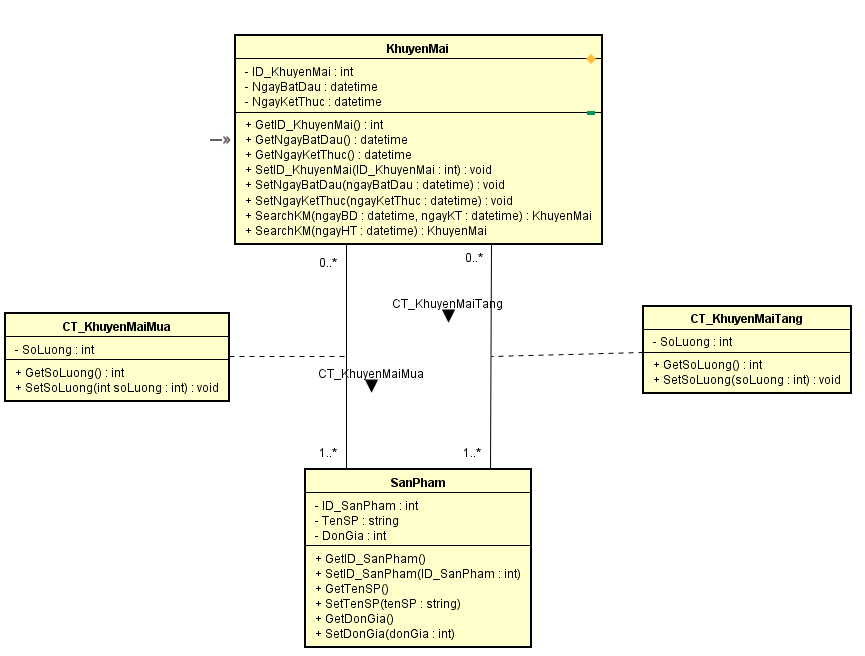 KhuyenMai
- ID_KhuyenMai : int
- NgayBatDau : datetime
- NgayKetThuc : datetime
+ GetID_KhuyenMai() : int
+ GetNgayBatDau() : datetime
+ GetNgayKetThuc() : datetime
+ SetID_KhuyenMai(ID_KhuyenMai : int) : void
+ SetNgayBatDau(ngayBatDau : datetime) : void
+ SetNgayKetThuc(ngayKetThuc : datetime) : void
+ SearchKM(ngayBD : datetime, ngayKT : datetime) : KhuyenMai
+ SearchKM(ngayHT : datetime) : KhuyenMai
0..*
0..*
CT_KhuyenMaiTang
CT_KhuyenMaiMua
- SoLuong : int
+ GetSoLuong() : int
+ SetSoLuong(int soLuong : int) : void
CT_KhuyenMaiTang
- SoLuong : int
+ GetSoLuong() : int
+ SetSoLuong(soLuong : int) : void
CT_KhuyenMaiMua
1..*
1..*
SanPham
- ID_SanPham : int
- TenSP : string
- DonGia : int
+ GetID_SanPham()
+ SetID_SanPham(ID_SanPham : int)
+ GetTenSP()
+ SetTenSP(tenSP : string)
+ GetDonGia()
+ SetDonGia(donGia : int)